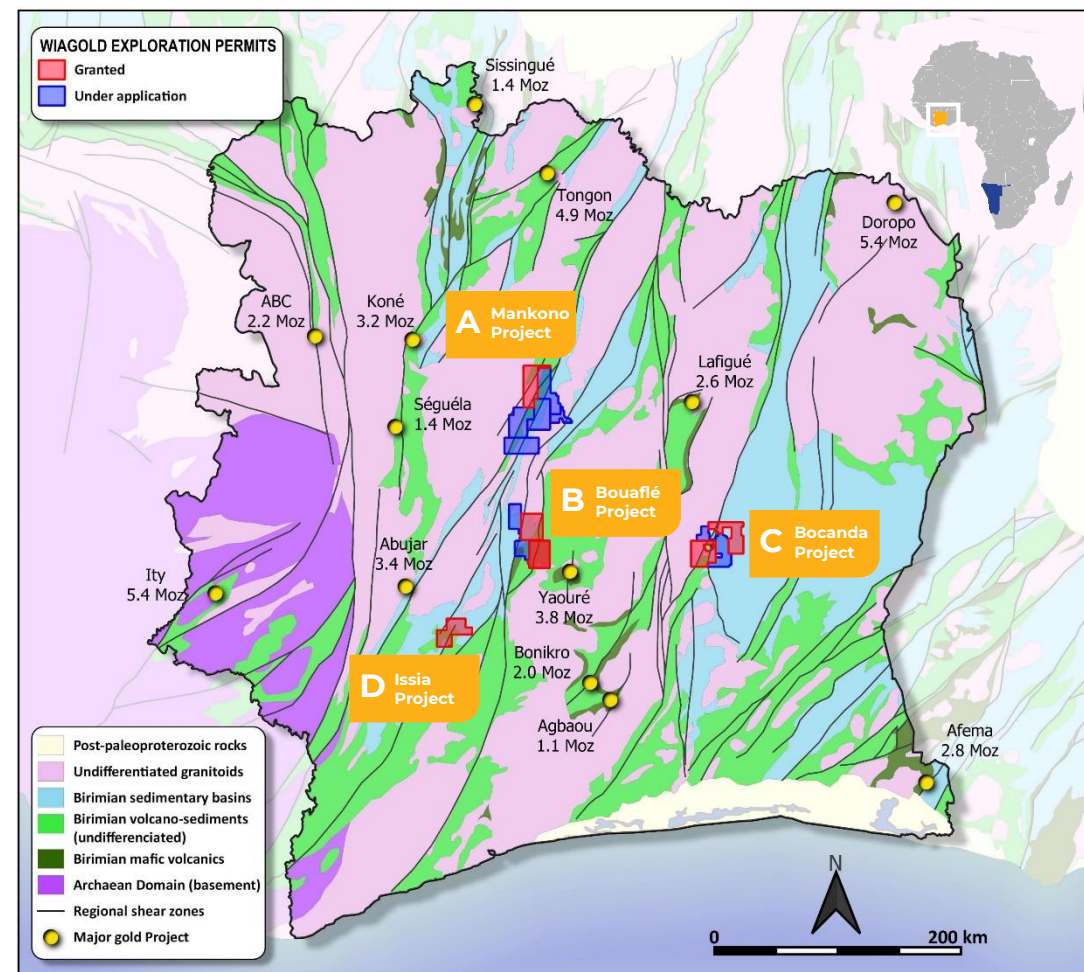 WIAGOLD EXPLORATION PERMITS
Granted
Under application
Sissingué
1.4 Moz
Tongon
4.9 Moz
Doropo
5.4 Moz
ABC
2.2 Moz
Koné
3.2 Moz
A Mankono
Project
Lafigué
2.6 Moz
Séguéla
1.4 Moz
B Bouaflé
Project
C Bocanda
Project
Abujar
3.4 Moz
Ity
5.4 Moz
Yaouré
3.8 Moz
Bonikro
2.0 Moz
D Issia
Project
Agbaou
1.1 Moz
Afema
2.8 Moz
Post-paleoproterozoic rocks
Undifferentiated granitoids
Birimian sedimentary basins
Birimian volcano-sediments
(undifferenciated)
Birimian mafic volcanics
Archaean Domain (basement)
Regional shear zones
Major gold Project
N
0 200 km